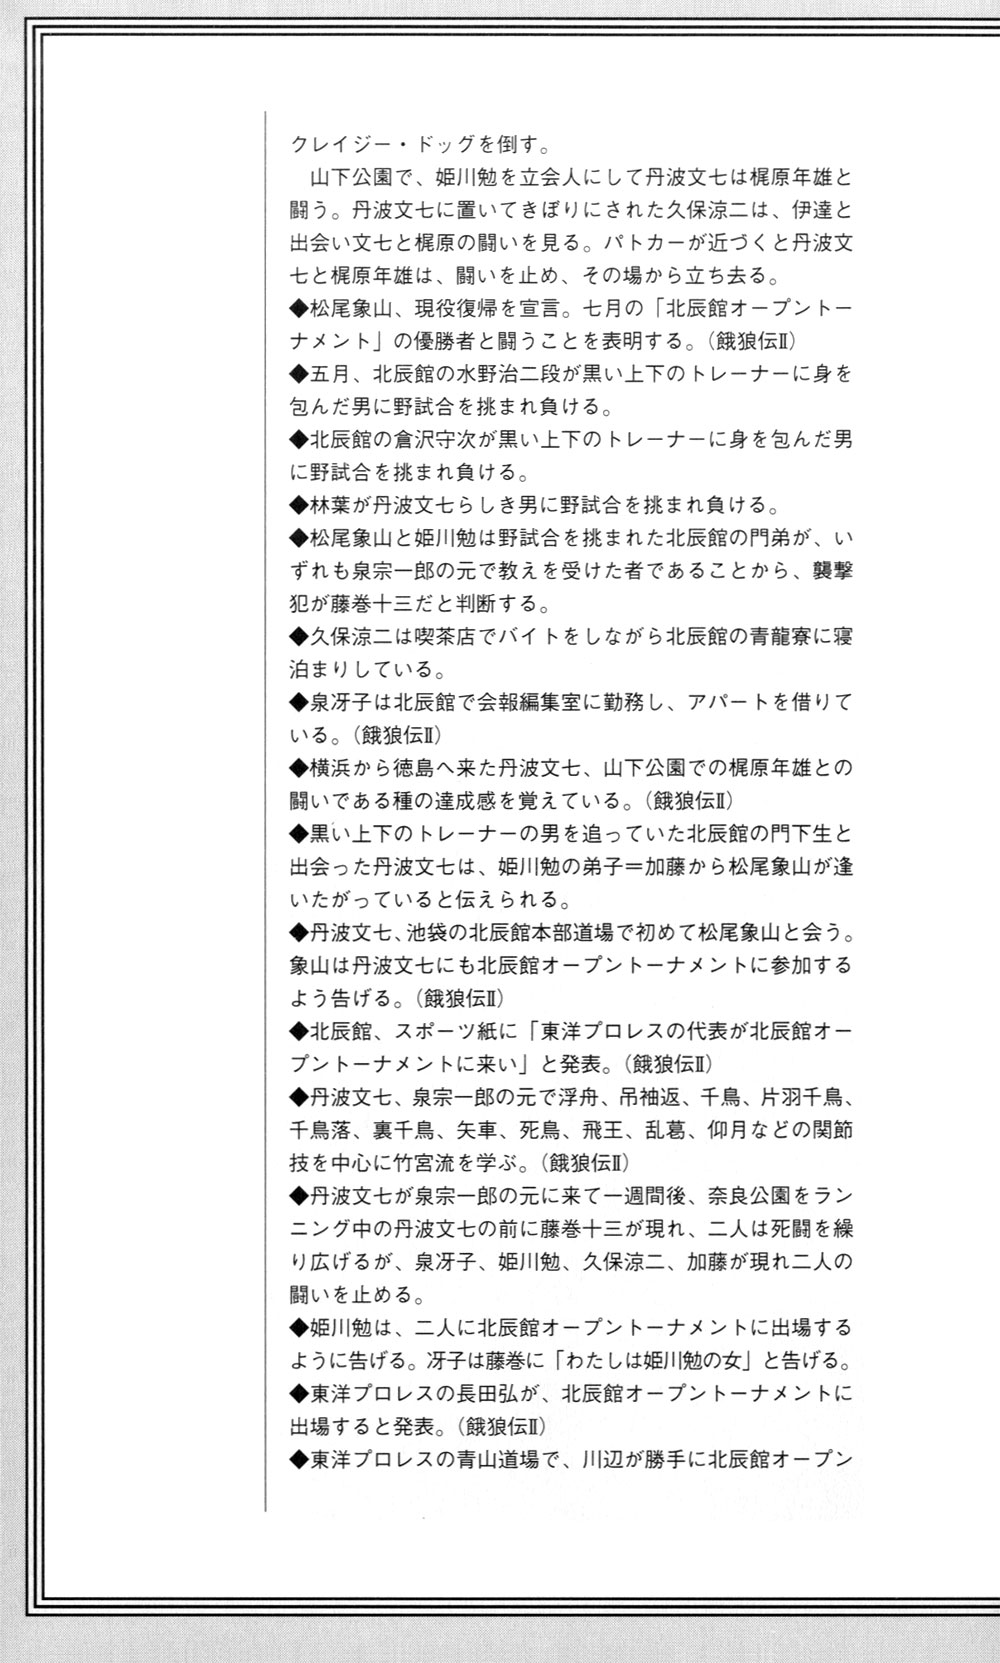 クレイジー・ドッグを倒す。
　山下公園で、姫川勉を立会人にして丹波文七は梶原年雄と
闘う。丹波文七に置いてきぼりにされた久保涼二は、伊達と
出会い文七と梶原の闘いを見る。パトカーが近づくと丹波文
七と梶原年雄は、闘いを止め、その場から立ち去る。
◆松尾象山、現役復帰を宣言。七月の「北辰館オープントー
ナメント」の優勝者と闘うことを表明する。（餓狼伝Ⅱ）
◆五月、北辰館の水野治二段が黒い上下のトレーナーに身を
包んだ男に野試合を挑まれ負ける。
◆北辰館の倉沢守次が黒い上下のトレーナーに身を包んだ男
に野試合を挑まれ負ける。
◆林葉が丹波文七らしき男に野試合を挑まれ負ける。
◆松尾象山と姫川勉は野試合を挑まれた北辰館の門弟が、い
ずれも泉宗一郎の元で教えを受けた者であることから、襲撃
犯が藤巻十三だと判断する。
◆久保涼二は喫茶店でバイトをしながら北辰館の青龍寮に寝
泊まりしている。
◆泉冴子は北辰館で会報編集室に勤務し、アパートを借りて
いる。（餓狼伝Ⅱ）
◆横浜から徳島へ来た丹波文七、山下公園での梶原年雄との
闘いである種の達成感を覚えている。（餓狼伝Ⅱ）
◆黒い上下のトレーナーの男を追っていた北辰館の門下生と
出会った丹波文七は、姫川勉の弟子＝加藤から松尾象山が逢
いたがっていると伝えられる。
◆丹波文七、池袋の北辰館本部道場で初めて松尾象山と会う。
象山は丹波文七にも北辰館オープントーナメントに参加する
よう告げる。（餓狼伝Ⅱ）
◆北辰館、スポーツ紙に「東洋プロレスの代表が北辰館オー
プントーナメントに来い」と発表。（餓狼伝Ⅱ）
◆丹波文七、泉宗一郎の元で浮舟、吊袖返、千鳥、片羽千鳥、
千鳥落、裏千鳥、矢車、死鳥、飛王、乱葛、仰月などの関節
技を中心に竹宮流を学ぶ。（餓狼伝Ⅱ）
◆丹波文七が泉宗一郎の元に来て一週間後、奈良公園をラン
ニング中の丹波文七の前に藤巻十三が現れ、二人は死闘を繰
り広げるが、泉冴子、姫川勉、久保涼二、加藤が現れ二人の
闘いを止める。
◆姫川勉は、二人に北辰館オープントーナメントに出場する
ように告げる。冴子は藤巻に「わたしは姫川勉の女」と告げる。
◆東洋プロレスの長田弘が、北辰館オープントーナメントに
出場すると発表。（餓狼伝Ⅱ）
◆東洋プロレスの青山道場で、川辺が勝手に北辰館オープン